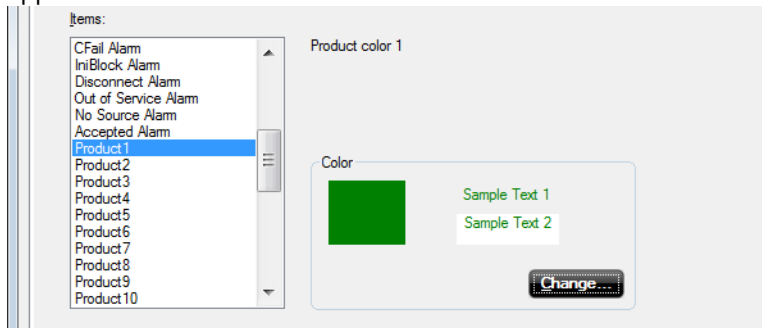 Items:
CFail Alarm
IniBlock Alarm
Disconnect Alarm
Out of Service Alarm
No Source Alarm
Accepted Alarm
Product1
Product2
Product3
Product4
Product5
Product6
Product7
Product8
Product9
Product10
Product color 1
Color
Sample Text 1
Sample Text 2
Change...